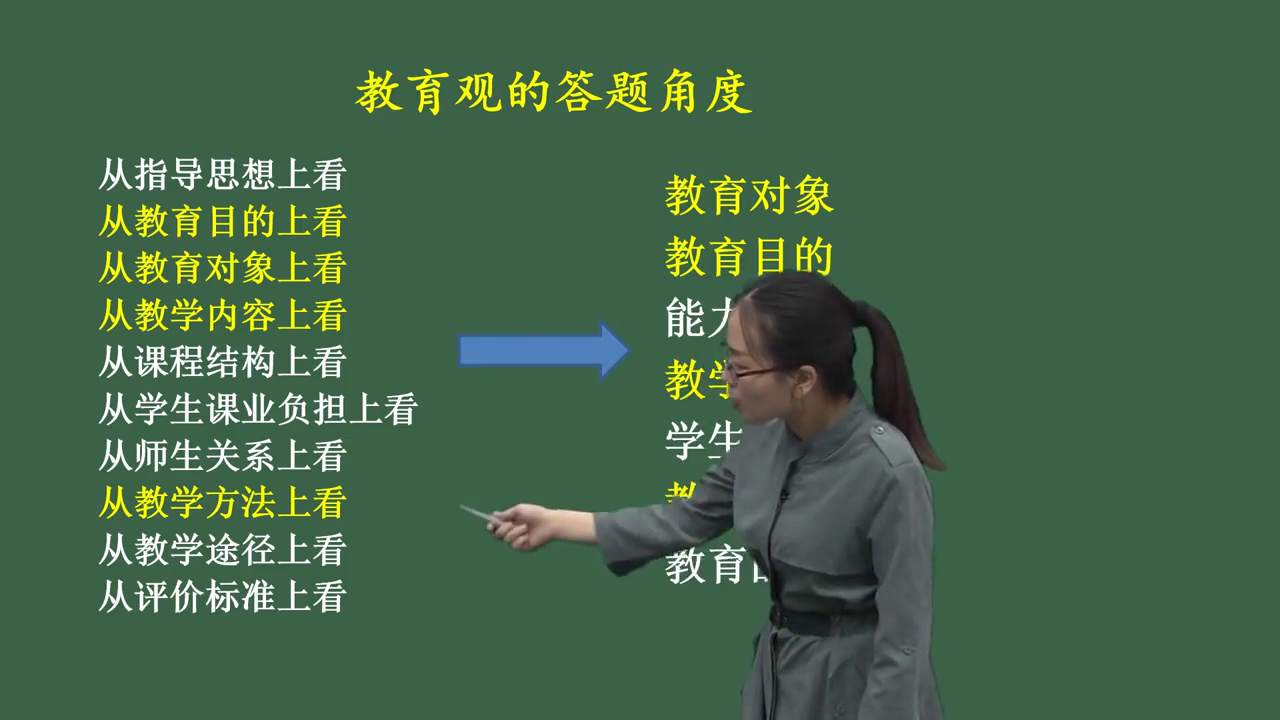 教育观的答题角度
从指导思想上看
从教育目的上看
从教育对象上看
从教学内容上看
从课程结构上看
从学生课业负担上看
从师生关系上看
从教学方法上看
从教学途径上看
从评价标准上看
教育对象
教育目的
能力
教学
学生
教
教育